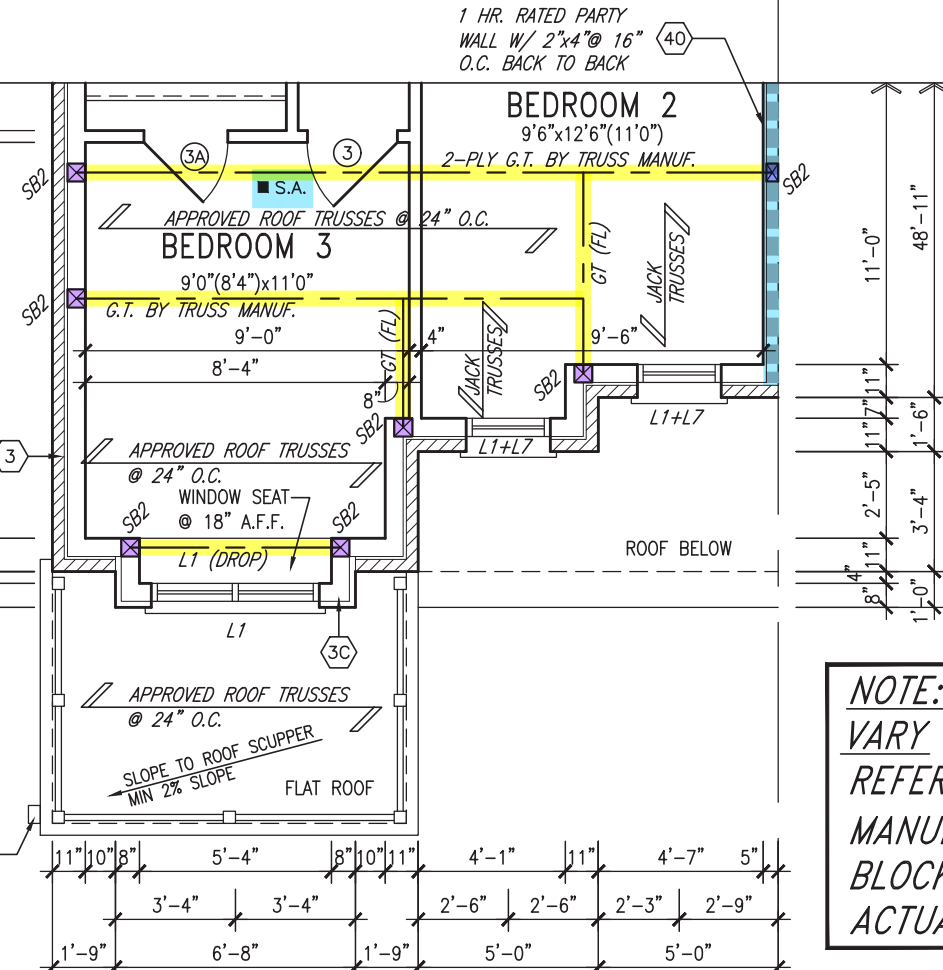 1 HR. RATED PARTY
WALL W/ 2"x4"@ 16"
O.C. BACK TO BACK
40
BEDROOM 2
9'6"x12'6"(11'0")
2-PLY G.T. BY TRUSS MANUF.
3A
3
SB2
SB2
S.A.
APPROVED ROOF TRUSSES @ 24" O.C.
BEDROOM 3
9'0"(8'4")x11'0"
GT (FL)
JACK
TRUSSES
SB2
G.T. BY TRUSS MANUF.
9'-0"
4"
9'-6"
8'-4"
GT (FL)
8"
JACK
TRUSSES
SB2
SB2
L1+L7
L1+L7
3
APPROVED ROOF TRUSSES
@ 24" O.C.
WINDOW SEAT
@ 18" A.F.F.
SB2
SB2
L1 (DROP)
ROOF BELOW
L1
3C
APPROVED ROOF TRUSSES
@ 24" O.C.
SLOPE TO ROOF SCUPPER
MIN 2% SLOPE
FLAT ROOF
11'-0"
48'-11"
11"
7"
11"
1'-6"
2'-5"
3'-4"
11"
4"
8"
1'-0"
NOTE:
VARY
REFER
MANU
BLOCK
ACTUA
11" 10" 8" 5'-4" 8" 10" 11" 4'-1" 11" 4'-7" 5"
3'-4" 3'-4" 2'-6" 2'-6" 2'-3" 2'-9"
1'-9" 6'-8" 1'-9" 5'-0" 5'-0"